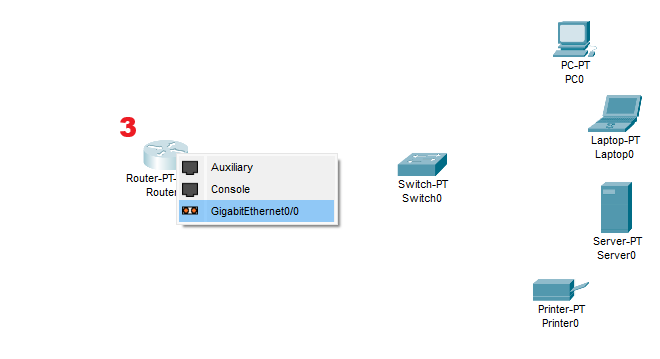 PC-PT
PC0
Laptop-PT
Laptop0
3
Router-PT-
Router
Auxiliary
Console
GigabitEthernet0/0
Switch-PT
Switch0
Server-PT
Server0
Printer-PT
Printer0